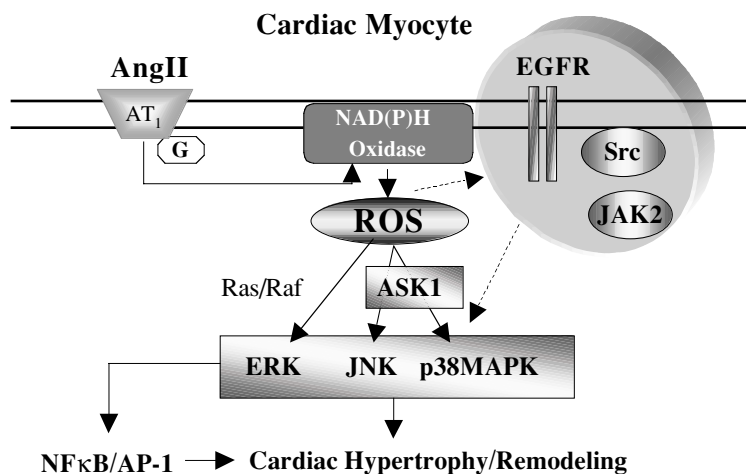 Cardiac Myocyte
AngII
EGFR
AT1
G
NAD(P)H
Oxidase
Src
JAK2
ROS
Ras/Raf
ASK1
ERK JNK p38MAPK
NFκB/AP-1
Cardiac Hypertrophy/Remodeling